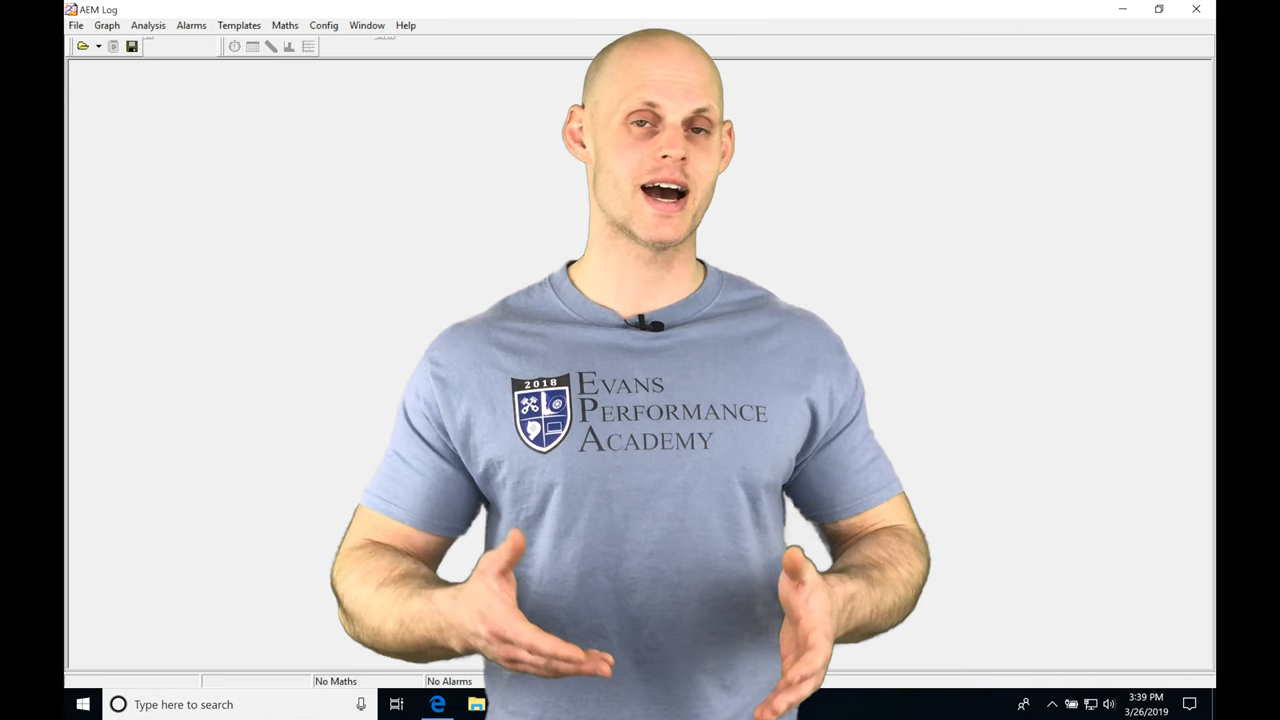 AEM Log
File Graph Analysis Alarms Templates Maths Config Window Help
2018
EVANS
PERFORMANCE
ACADEMY
No Maths
No Alarms
Type here to search
3:39 PM
3/26/2019